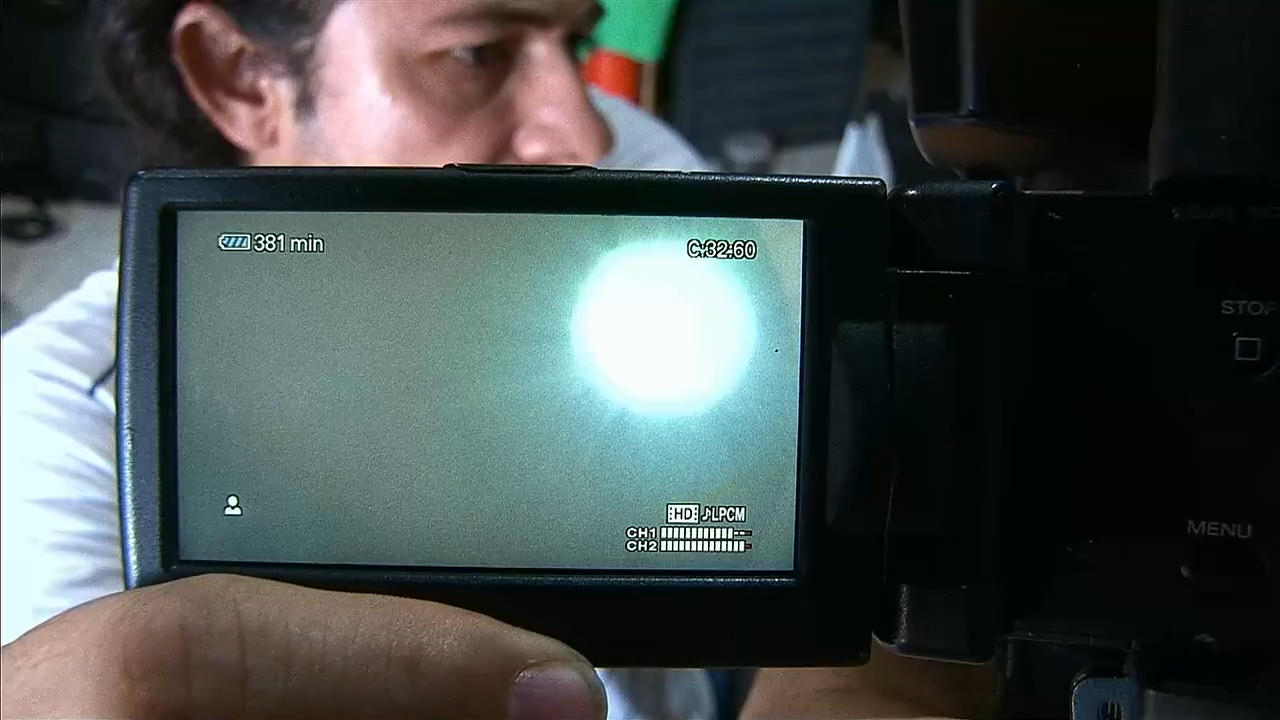 381 min
C:32:60
HD ♪LPCM
CH1
CH2
STOP
MENU